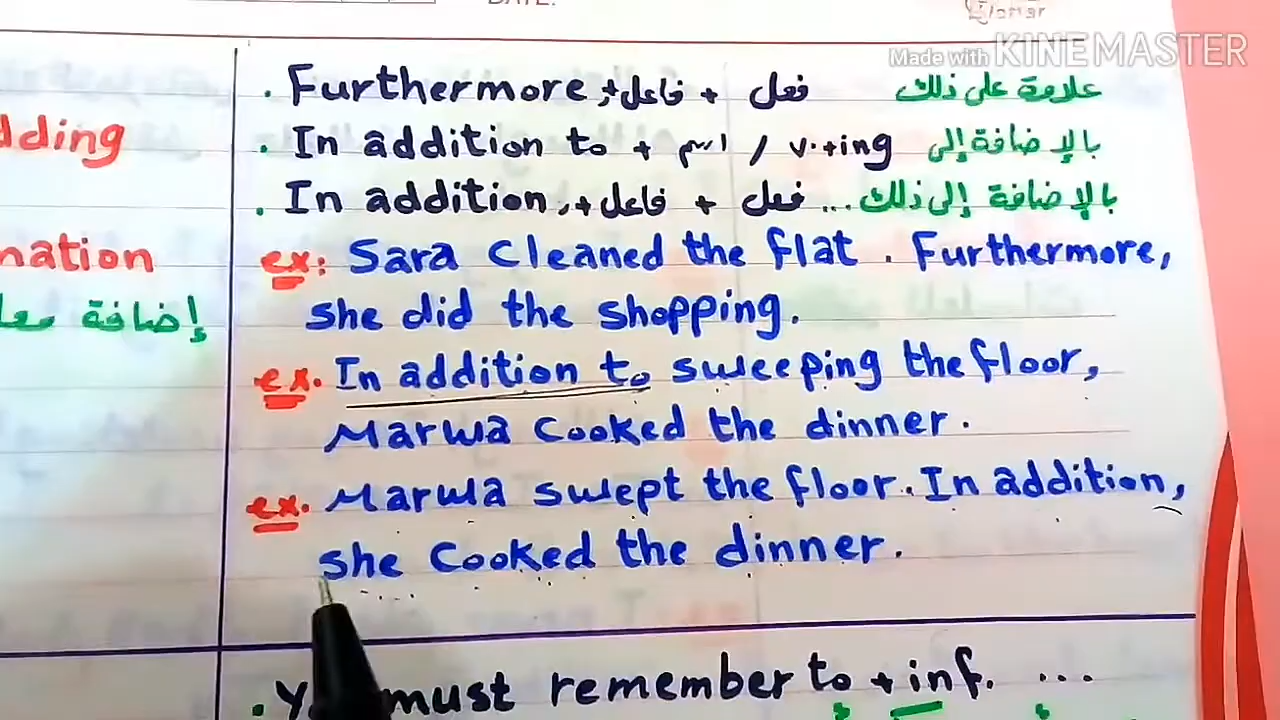 DATE:
Made with KINEMASTER
. Furthermore, + فاعل + فعل علاوة على ذلك
dding . In addition to + اسم / v.+ing بالإضافة إلى
. In addition, + فاعل + فعل ... بالإضافة إلى ذلك
mation ex: Sara cleaned the flat . Furthermore,
إضافة معلو she did the shopping.
ex. In addition to sweeping the floor,
Marwa cooked the dinner.
ex. Marwa swept the floor. In addition,
she cooked the dinner.
. must remember to + inf. ...